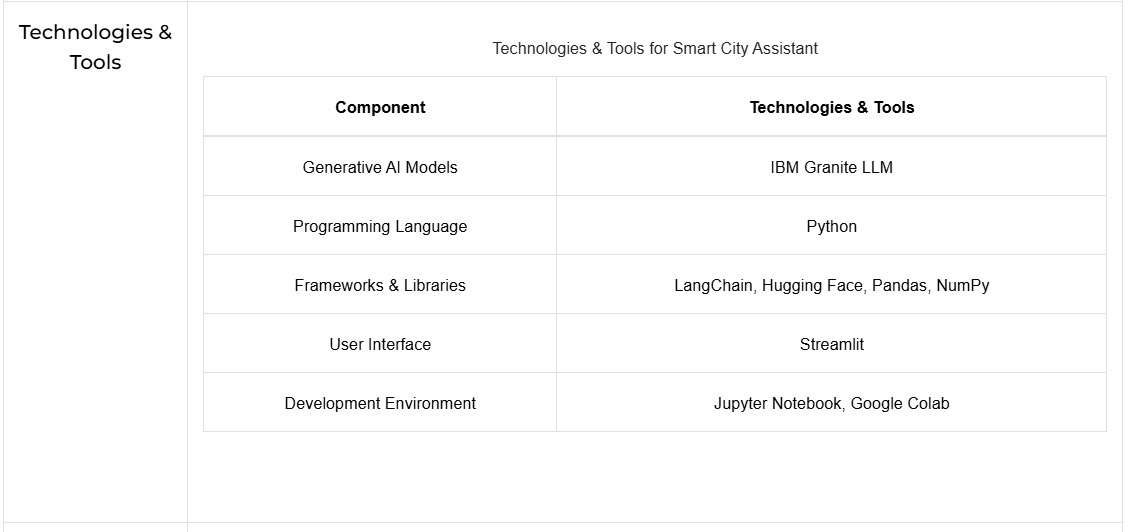 Technologies &
Tools
Technologies & Tools for Smart City Assistant
Component
Technologies & Tools
Generative AI Models
IBM Granite LLM
Programming Language
Python
Frameworks & Libraries
LangChain, Hugging Face, Pandas, NumPy
User Interface
Streamlit
Development Environment
Jupyter Notebook, Google Colab